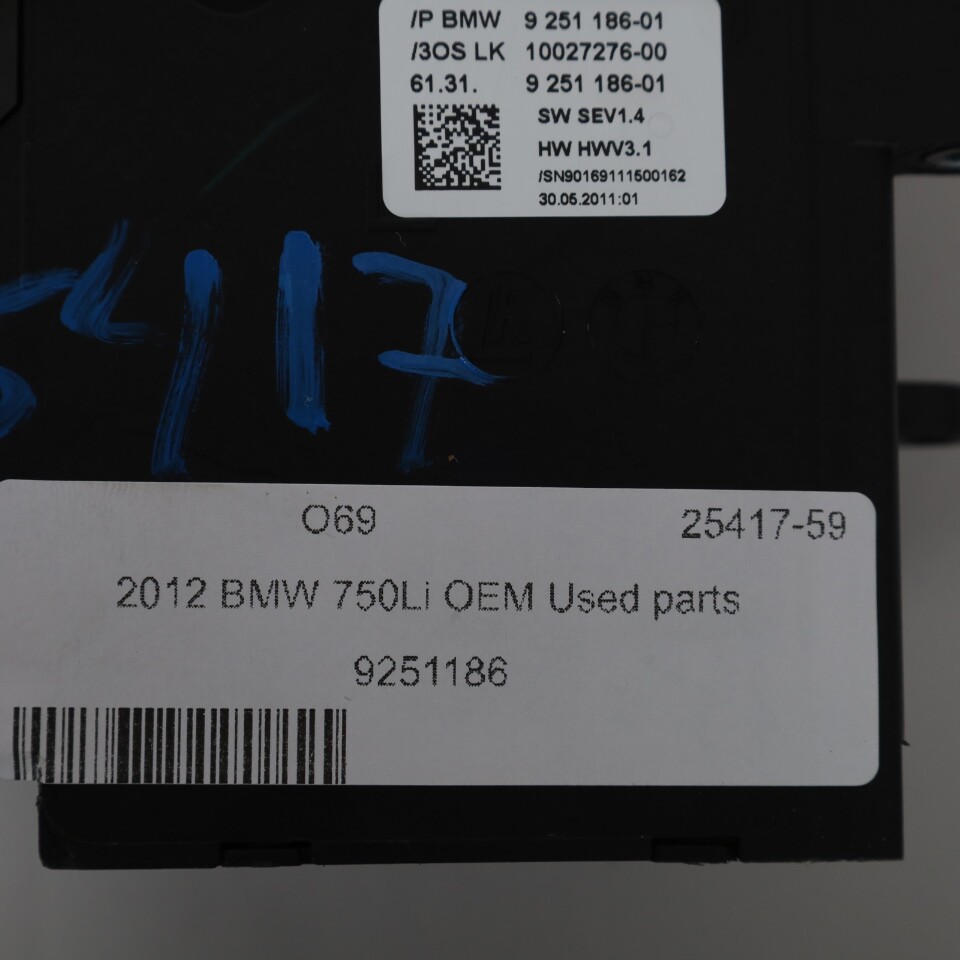 /P BMW 9 251 186-01
/3OS LK 10027276-00
61.31. 9 251 186-01
SW SEV1.4
HW HWV3.1
/SN90169111500162
30.05.2011:01
5417
O69 25417-59
2012 BMW 750Li OEM Used parts
9251186